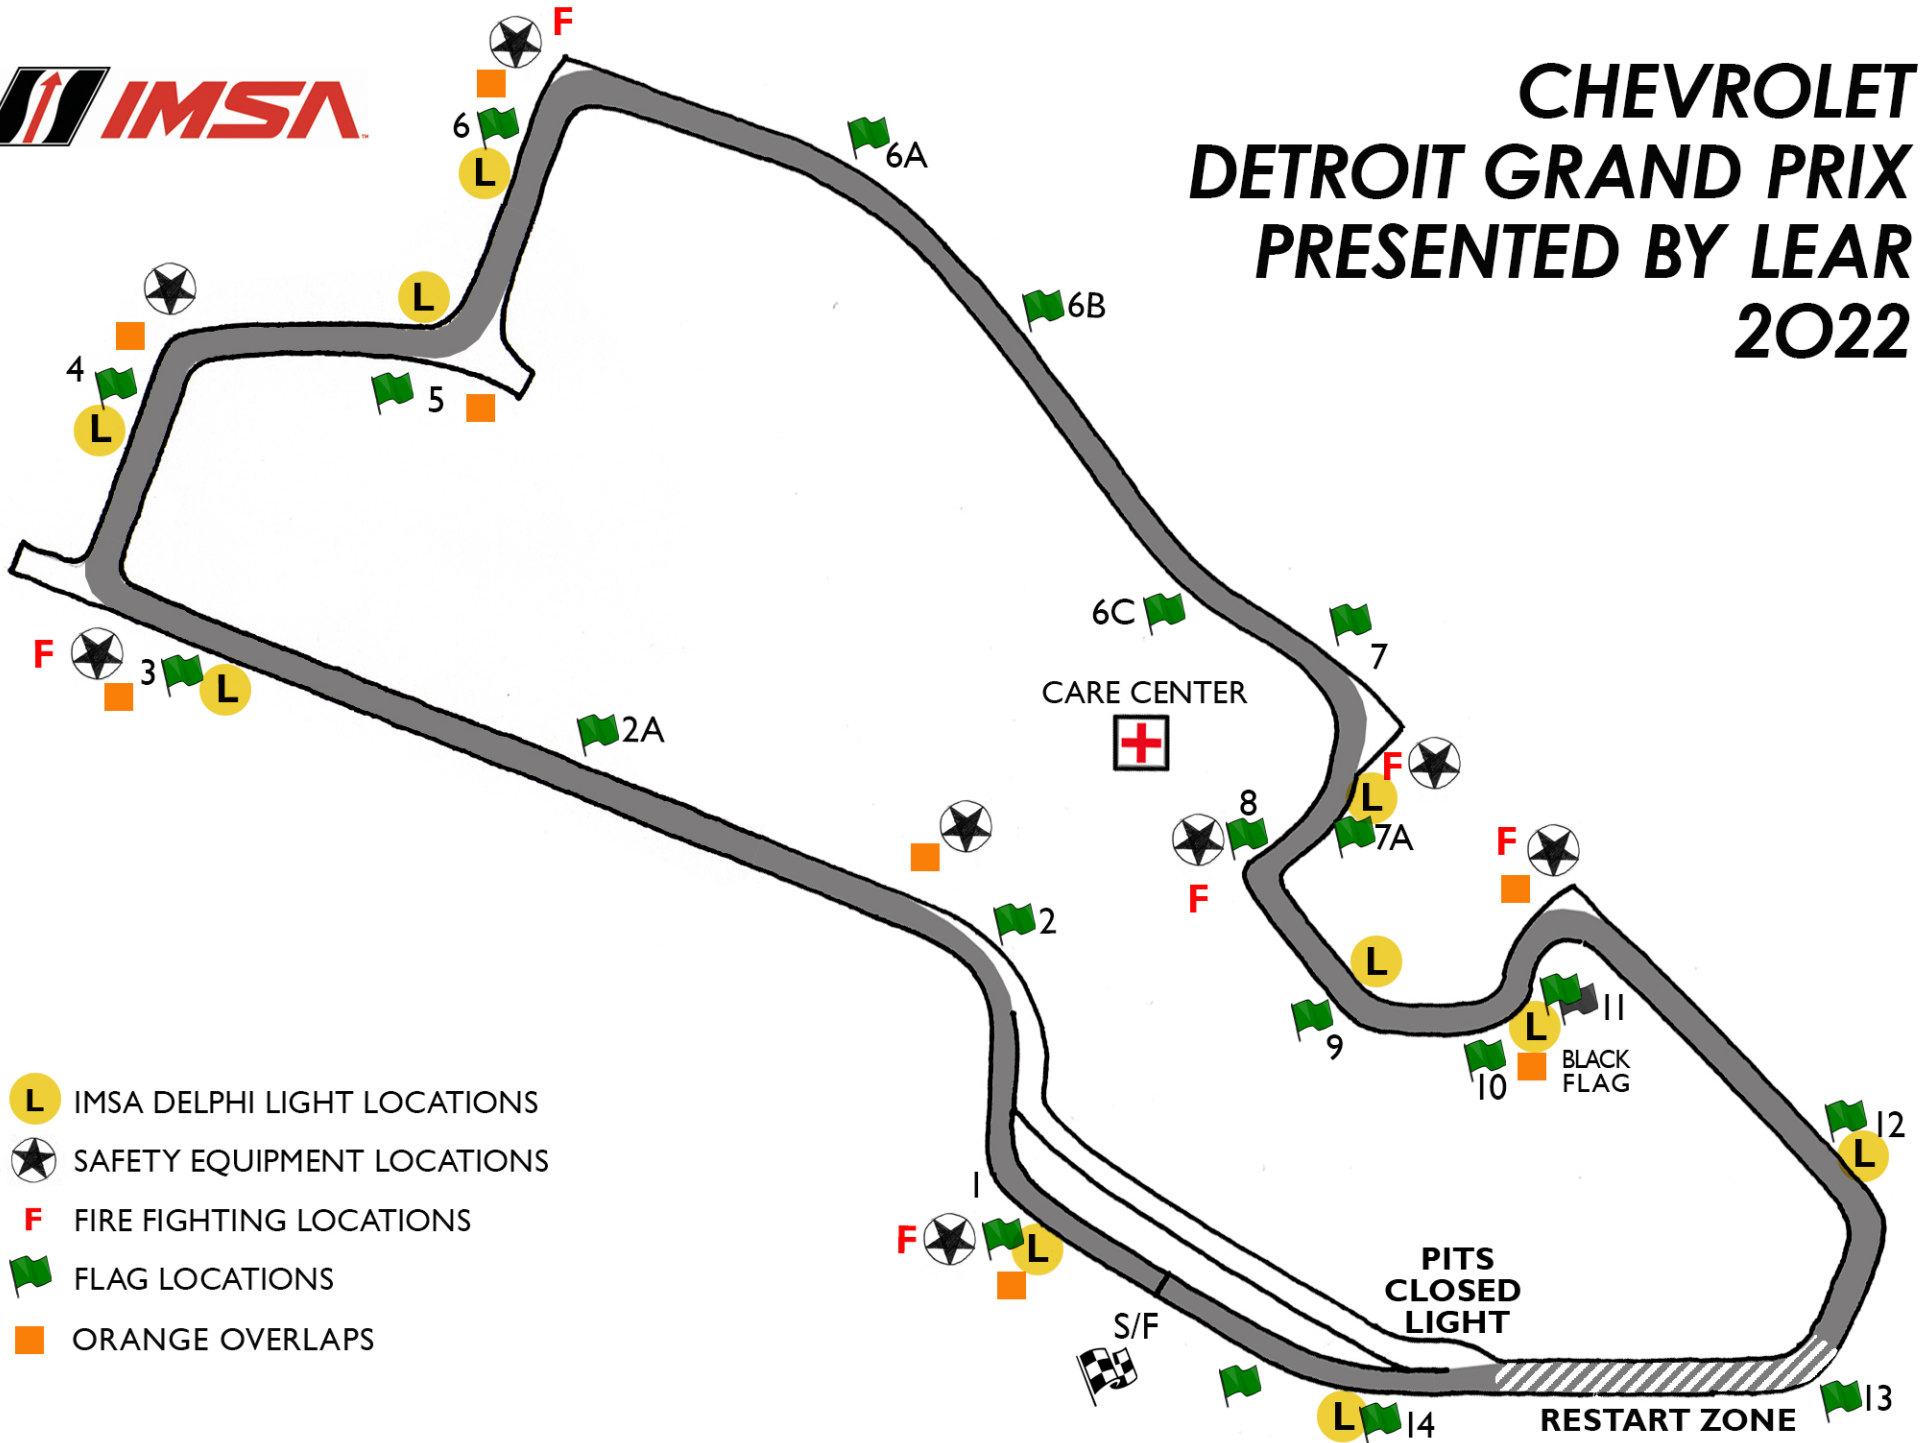 IMSA
CHEVROLET
DETROIT GRAND PRIX
PRESENTED BY LEAR
2022
F
6
L
6A
6B
L
4
L
5
6C
7
F
3
L
2A
CARE CENTER
F
L
7A
8
F
F
2
L
9
10
L
11
BLACK
FLAG
12
L
1
F
L
S/F
PITS
CLOSED
LIGHT
L
14
RESTART ZONE
13
L IMSA DELPHI LIGHT LOCATIONS
SAFETY EQUIPMENT LOCATIONS
F FIRE FIGHTING LOCATIONS
FLAG LOCATIONS
ORANGE OVERLAPS